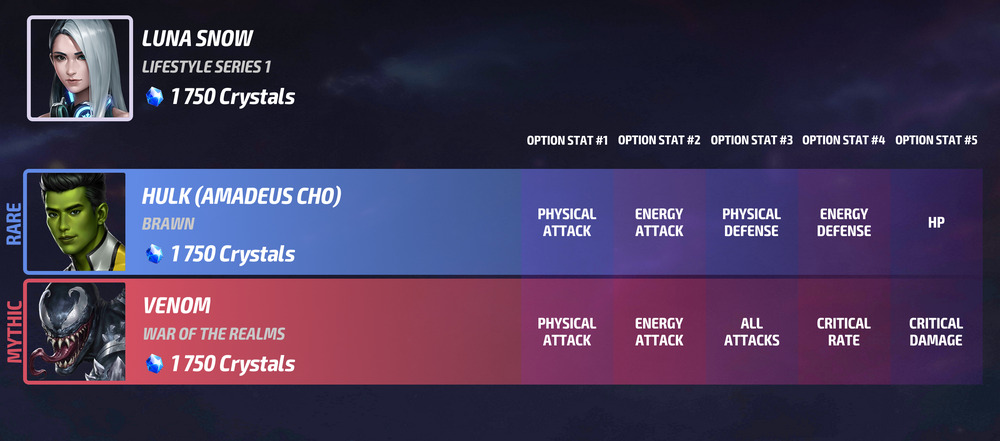 LUNA SNOW
LIFESTYLE SERIES 1
1 750 Crystals
OPTION STAT #1 OPTION STAT #2 OPTION STAT #3 OPTION STAT #4 OPTION STAT #5
RARE
HULK (AMADEUS CHO)
BRAWN
1 750 Crystals
PHYSICAL ATTACK
ENERGY ATTACK
PHYSICAL DEFENSE
ENERGY DEFENSE
HP
MYTHIC
VENOM
WAR OF THE REALMS
1 750 Crystals
PHYSICAL ATTACK
ENERGY ATTACK
ALL ATTACKS
CRITICAL RATE
CRITICAL DAMAGE